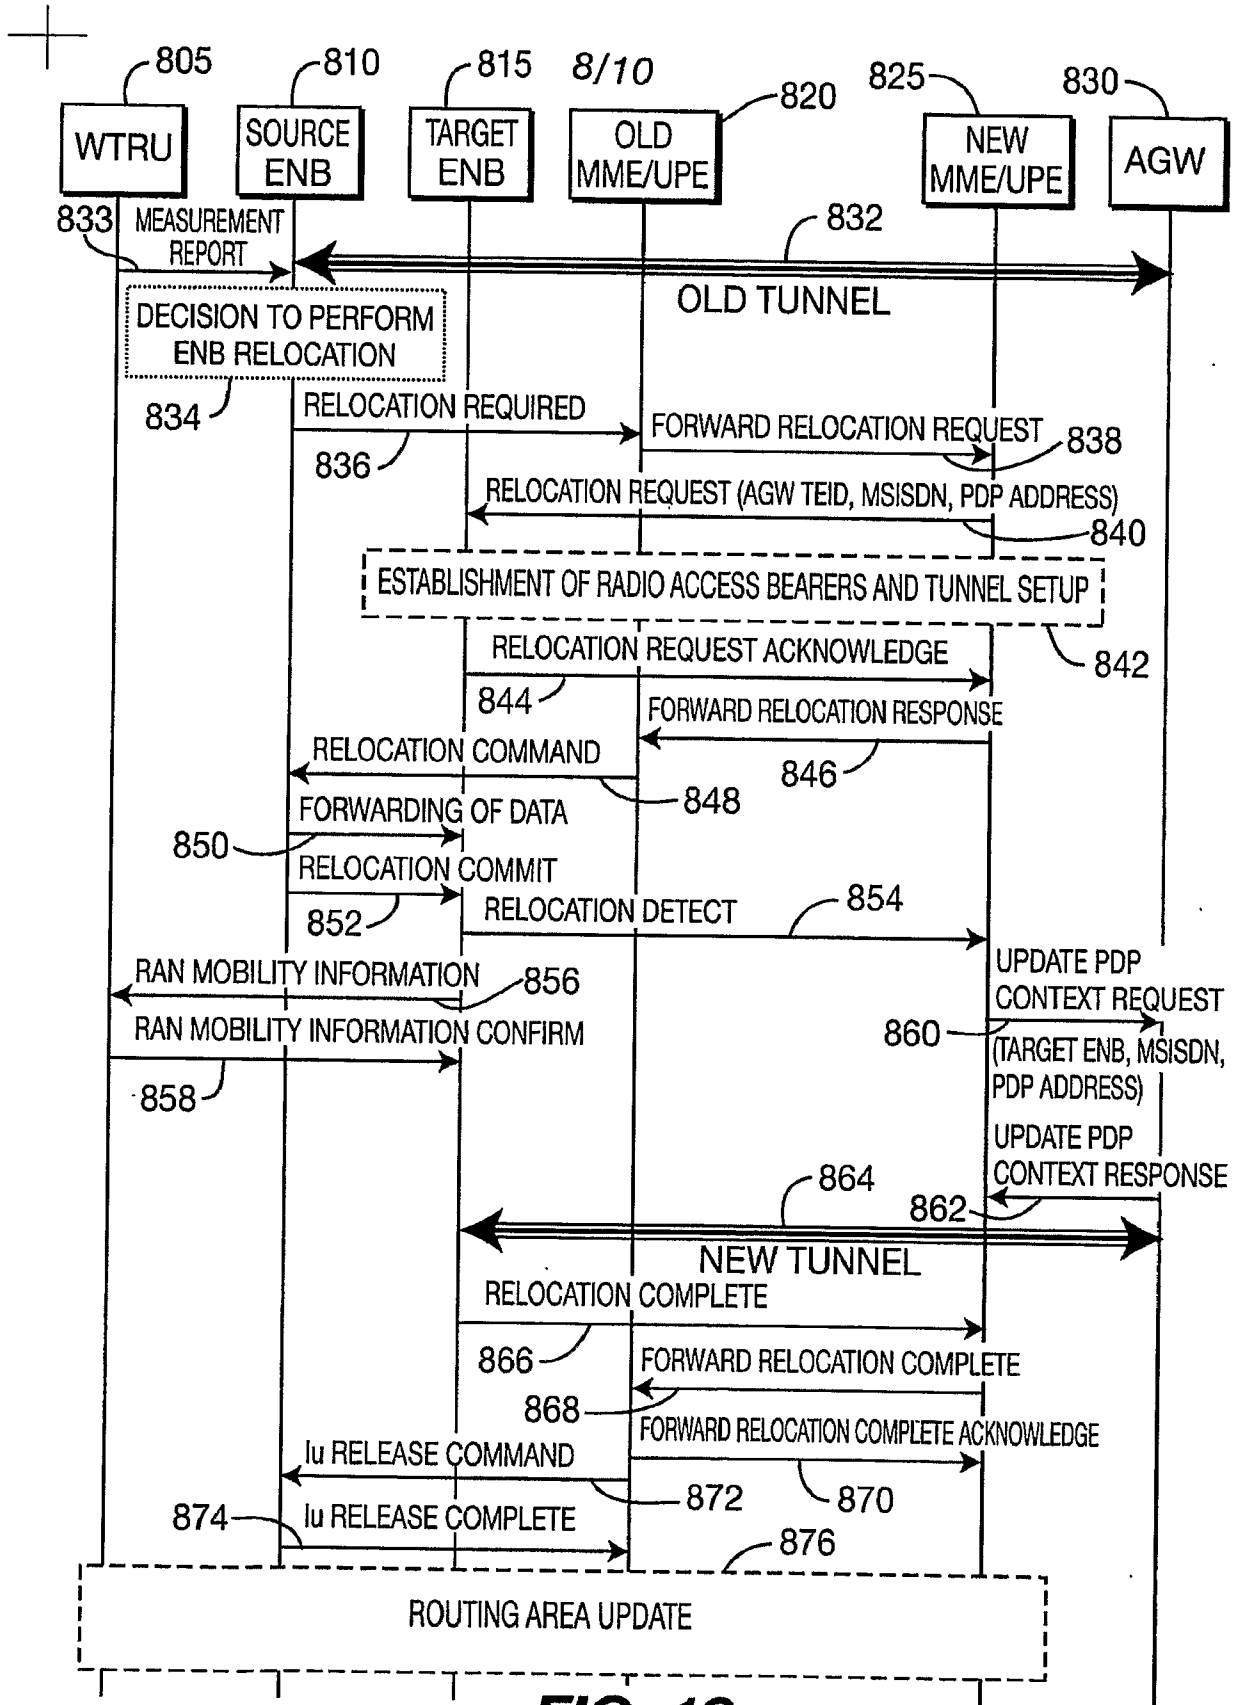 805
810
815
8/10
820
825
830
WTRU
SOURCE
ENB
TARGET
ENB
OLD
MME/UPE
NEW
MME/UPE
AGW
833
MEASUREMENT
REPORT
832
OLD TUNNEL
DECISION TO PERFORM
ENB RELOCATION
834
RELOCATION REQUIRED
836
FORWARD RELOCATION REQUEST
838
RELOCATION REQUEST (AGW TEID, MSISDN, PDP ADDRESS)
840
ESTABLISHMENT OF RADIO ACCESS BEARERS AND TUNNEL SETUP
842
RELOCATION REQUEST ACKNOWLEDGE
844
FORWARD RELOCATION RESPONSE
846
RELOCATION COMMAND
848
FORWARDING OF DATA
850
RELOCATION COMMIT
852
RELOCATION DETECT
854
RAN MOBILITY INFORMATION
856
RAN MOBILITY INFORMATION CONFIRM
858
UPDATE PDP
CONTEXT REQUEST
860
(TARGET ENB, MSISDN,
PDP ADDRESS)
UPDATE PDP
CONTEXT RESPONSE
862
864
NEW TUNNEL
RELOCATION COMPLETE
866
FORWARD RELOCATION COMPLETE
868
FORWARD RELOCATION COMPLETE ACKNOWLEDGE
870
Iu RELEASE COMMAND
872
Iu RELEASE COMPLETE
874
876
ROUTING AREA UPDATE